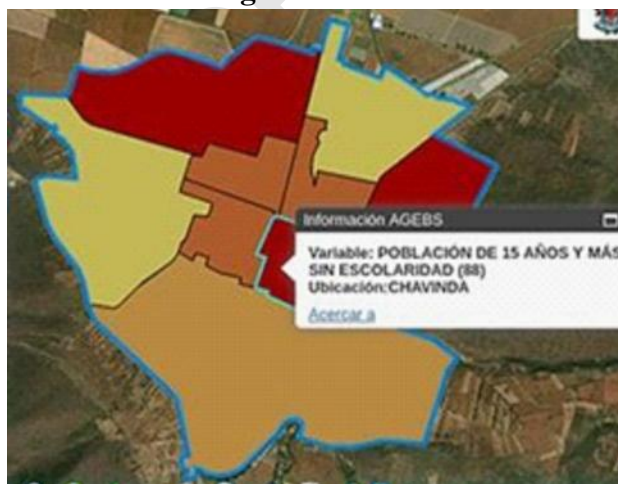 Información AGEBS
Variable: POBLACIÓN DE 15 AÑOS Y MÁS
SIN ESCOLARIDAD (88)
Ubicación:CHAVINDA
Acercar a